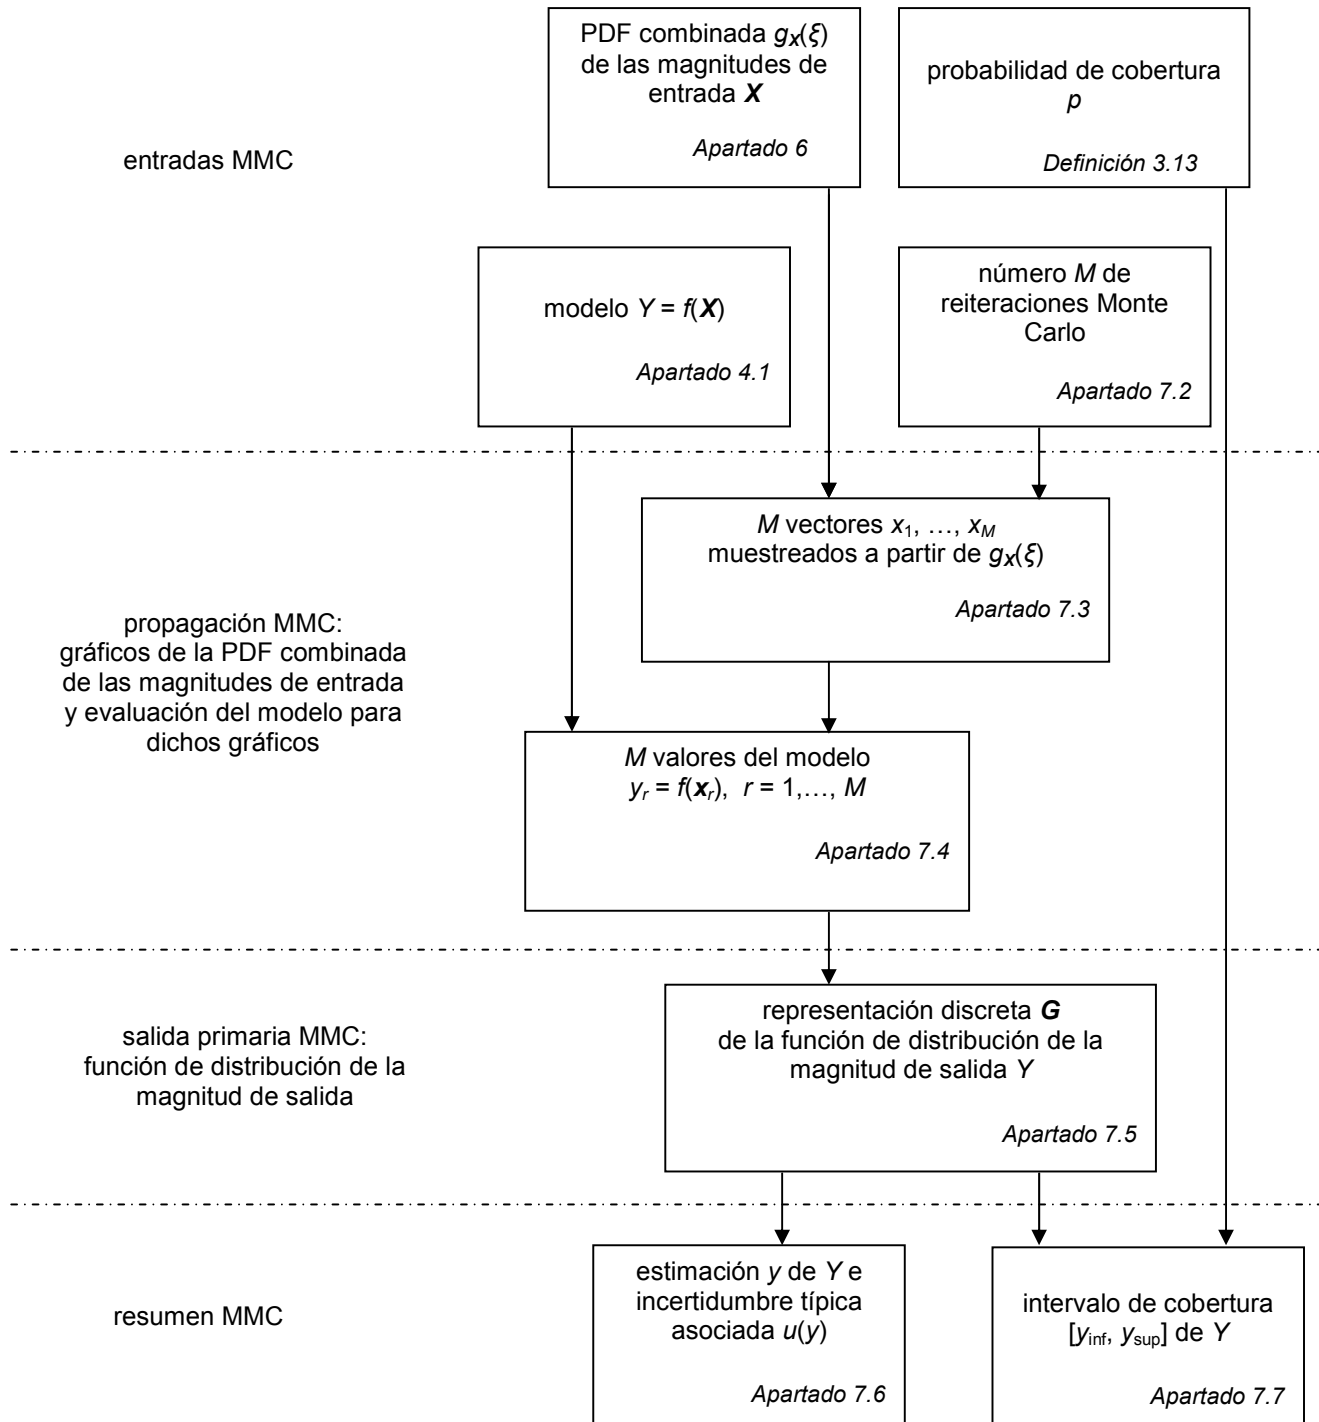 PDF combinada gX(ξ)
de las magnitudes de
entrada X
Apartado 6
probabilidad de cobertura
p
Definición 3.13
entradas MMC
modelo Y = f(X)
Apartado 4.1
número M de
reiteraciones Monte
Carlo
Apartado 7.2
M vectores x1, …, xM
muestreados a partir de gX(ξ)
Apartado 7.3
propagación MMC:
gráficos de la PDF combinada
de las magnitudes de entrada
y evaluación del modelo para
dichos gráficos
M valores del modelo
yr = f(xr), r = 1,…, M
Apartado 7.4
salida primaria MMC:
función de distribución de la
magnitud de salida
representación discreta G
de la función de distribución de la
magnitud de salida Y
Apartado 7.5
resumen MMC
estimación y de Y e
incertidumbre típica
asociada u(y)
Apartado 7.6
intervalo de cobertura
[yinf, ysup] de Y
Apartado 7.7